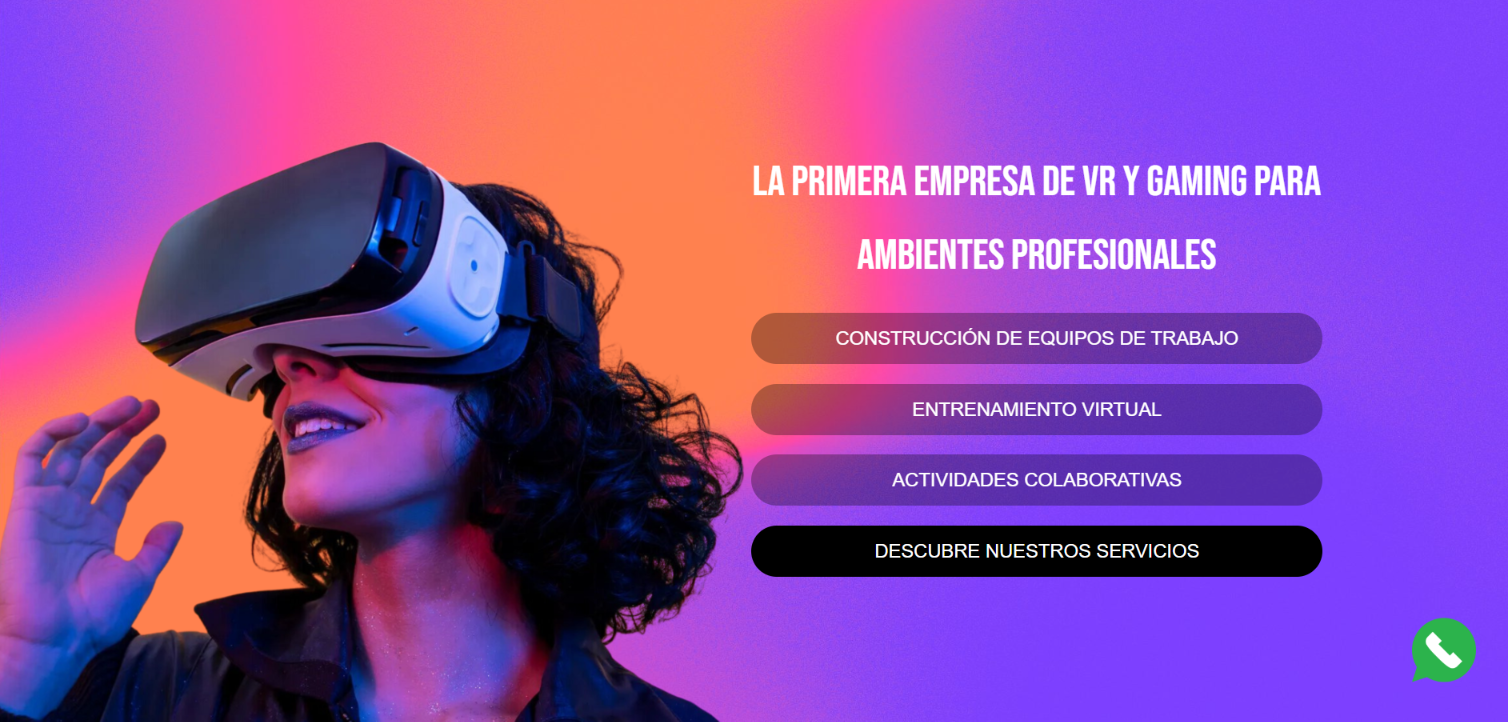 LA PRIMERA EMPRESA DE VR Y GAMING PARA
AMBIENTES PROFESIONALES
CONSTRUCCIÓN DE EQUIPOS DE TRABAJO
ENTRENAMIENTO VIRTUAL
ACTIVIDADES COLABORATIVAS
DESCUBRE NUESTROS SERVICIOS